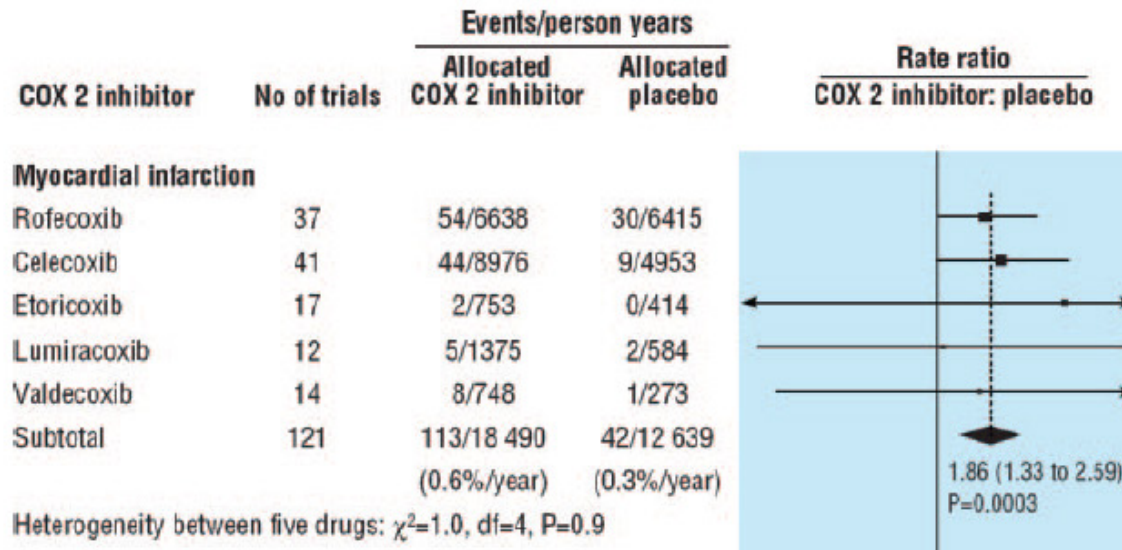 Events/person years
Rate ratio
COX 2 inhibitor No of trials Allocated COX 2 inhibitor Allocated placebo COX 2 inhibitor: placebo
Myocardial infarction
Rofecoxib 37 54/6638 30/6415
Celecoxib 41 44/8976 9/4953
Etoricoxib 17 2/753 0/414
Lumiracoxib 12 5/1375 2/584
Valdecoxib 14 8/748 1/273
Subtotal 121 113/18 490 42/12 639
(0.6%/year) (0.3%/year) 1.86 (1.33 to 2.59)
P=0.0003
Heterogeneity between five drugs: χ²=1.0, df=4, P=0.9